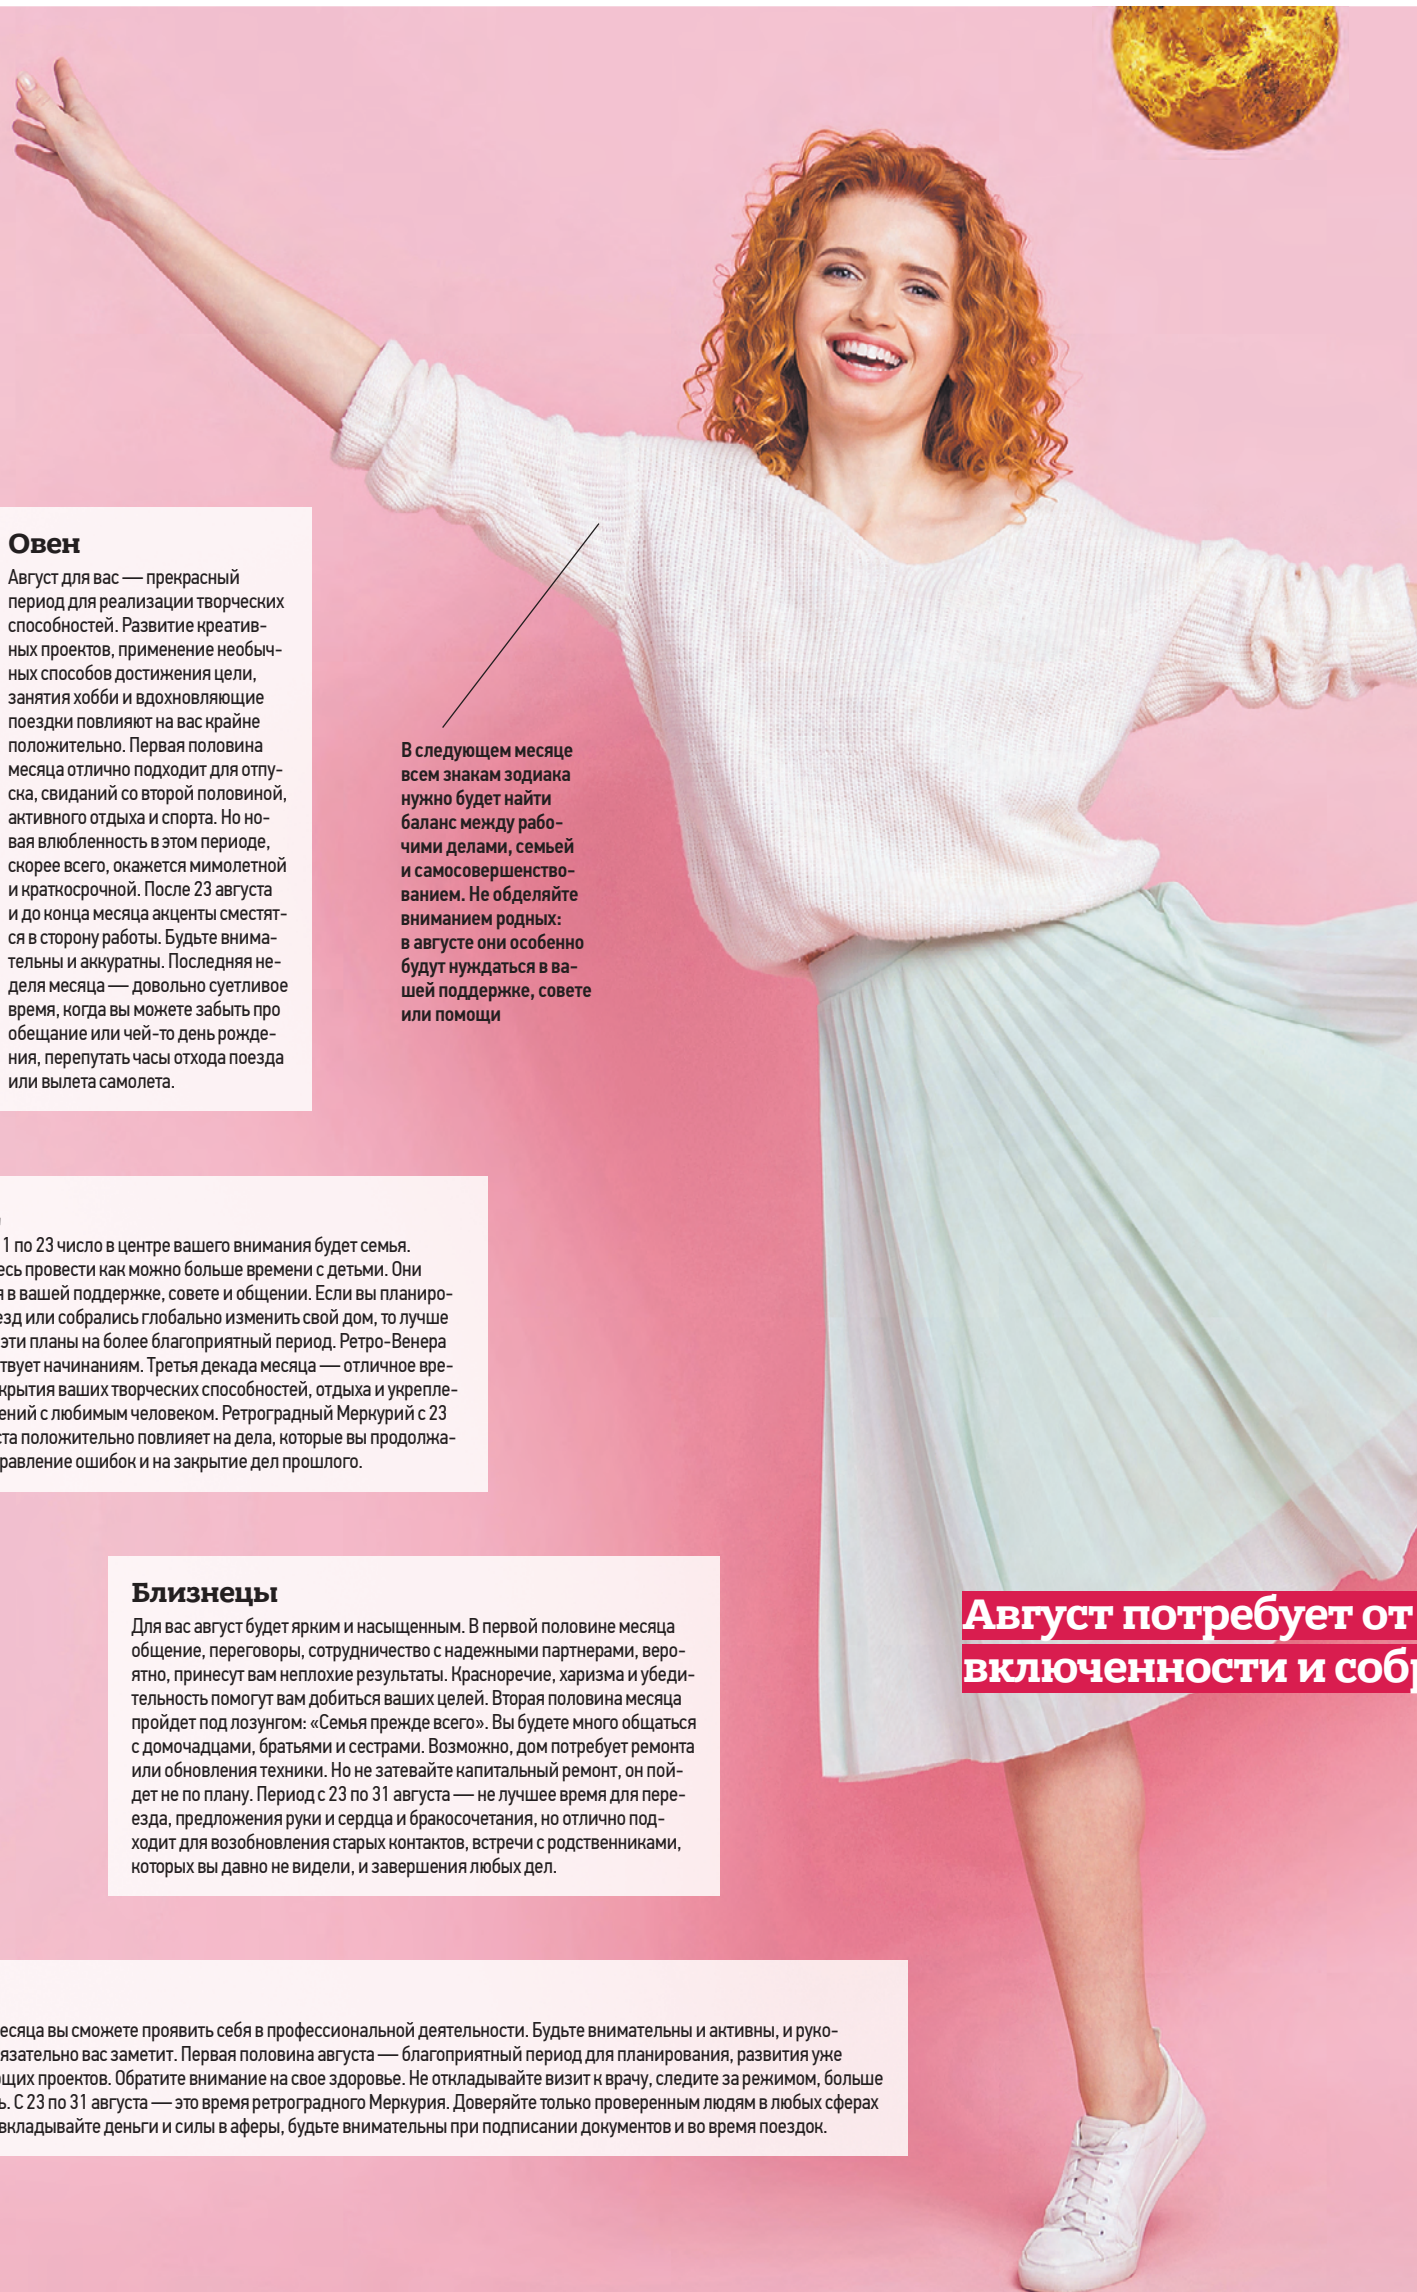 Овен
Август для вас — прекрасный
период для реализации творческих
способностей. Развитие креатив-
ных проектов, применение необыч-
ных способов достижения цели,
занятия хобби и вдохновляющие
поездки повлияют на вас крайне
положительно. Первая половина
месяца отлично подходит для отпу-
ска, свиданий со второй половиной,
активного отдыха и спорта. Но но-
вая влюбленность в этом периоде,
скорее всего, окажется мимолетной
и краткосрочной. После 23 августа
и до конца месяца акценты сместят-
ся в сторону работы. Будьте внима-
тельны и аккуратны. Последняя не-
деля месяца — довольно суетливое
время, когда вы можете забыть про
обещание или чей-то день рожде-
ния, перепутать часы отхода поезда
или вылета самолета.
В следующем месяце
всем знакам зодиака
нужно будет найти
баланс между рабо-
чими делами, семьей
и самосовершенство-
ванием. Не обделяйте
вниманием родных:
в августе они особенно
будут нуждаться в ва-
шей поддержке, совете
или помощи
1 по 23 число в центре вашего внимания будет семья.
есь провести как можно больше времени с детьми. Они
я в вашей поддержке, совете и общении. Если вы планиро-
езд или собрались глобально изменить свой дом, то лучше
эти планы на более благоприятный период. Ретро-Венера
твует начинаниям. Третья декада месяца — отличное вре-
крытия ваших творческих способностей, отдыха и укрепле-
ений с любимым человеком. Ретроградный Меркурий с 23
ста положительно повлияет на дела, которые вы продолжа-
равление ошибок и на закрытие дел прошлого.
Близнецы
Для вас август будет ярким и насыщенным. В первой половине месяца
общение, переговоры, сотрудничество с надежными партнерами, веро-
ятно, принесут вам неплохие результаты. Красноречие, харизма и убеди-
тельность помогут вам добиться ваших целей. Вторая половина месяца
пройдет под лозунгом: «Семья прежде всего». Вы будете много общаться
с домочадцами, братьями и сестрами. Возможно, дом потребует ремонта
или обновления техники. Но не затевайте капитальный ремонт, он пой-
дет не по плану. Период с 23 по 31 августа — не лучшее время для пере-
езда, предложения руки и сердца и бракосочетания, но отлично под-
ходит для возобновления старых контактов, встречи с родственниками,
которых вы давно не видели, и завершения любых дел.
Август потребует от
включенности и соб
есяца вы сможете проявить себя в профессиональной деятельности. Будьте внимательны и активны, и руко-
язательно вас заметит. Первая половина августа — благоприятный период для планирования, развития уже
щих проектов. Обратите внимание на свое здоровье. Не откладывайте визит к врачу, следите за режимом, больше
ь. С 23 по 31 августа — это время ретроградного Меркурия. Доверяйте только проверенным людям в любых сферах
вкладывайте деньги и силы в аферы, будьте внимательны при подписании документов и во время поездок.